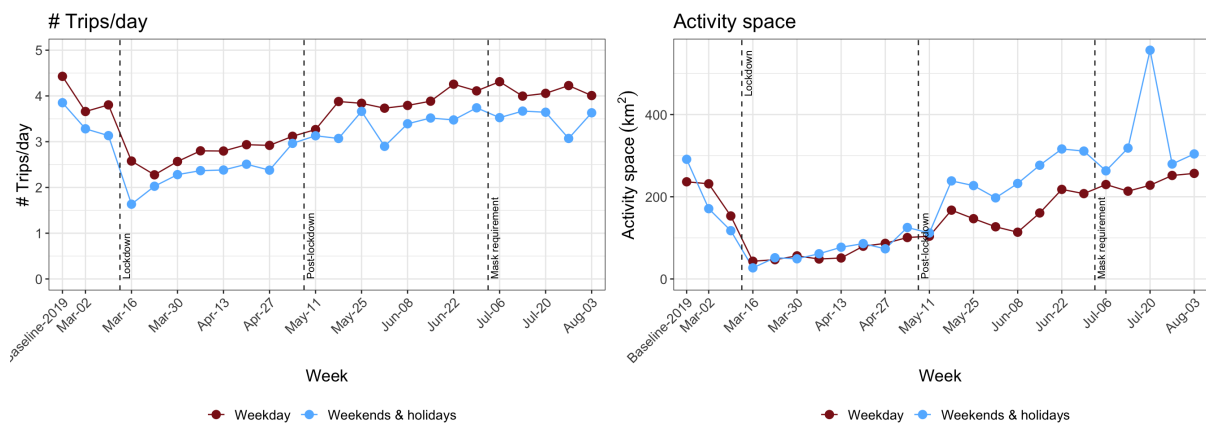 # Trips/day
5
4
3
2
1
0
# Trips/day
Lockdown
Post-lockdown
Mask requirement
Baseline-2019
Mar-02
Mar-16
Mar-30
Apr-13
Apr-27
May-11
May-25
Jun-08
Jun-22
Jul-06
Jul-20
Aug-03
Week
Weekday
Weekends & holidays
Activity space
400
200
0
Activity space (km²)
Lockdown
Post-lockdown
Mask requirement
Baseline-2019
Mar-02
Mar-16
Mar-30
Apr-13
Apr-27
May-11
May-25
Jun-08
Jun-22
Jul-06
Jul-20
Aug-03
Week
Weekday
Weekends & holidays